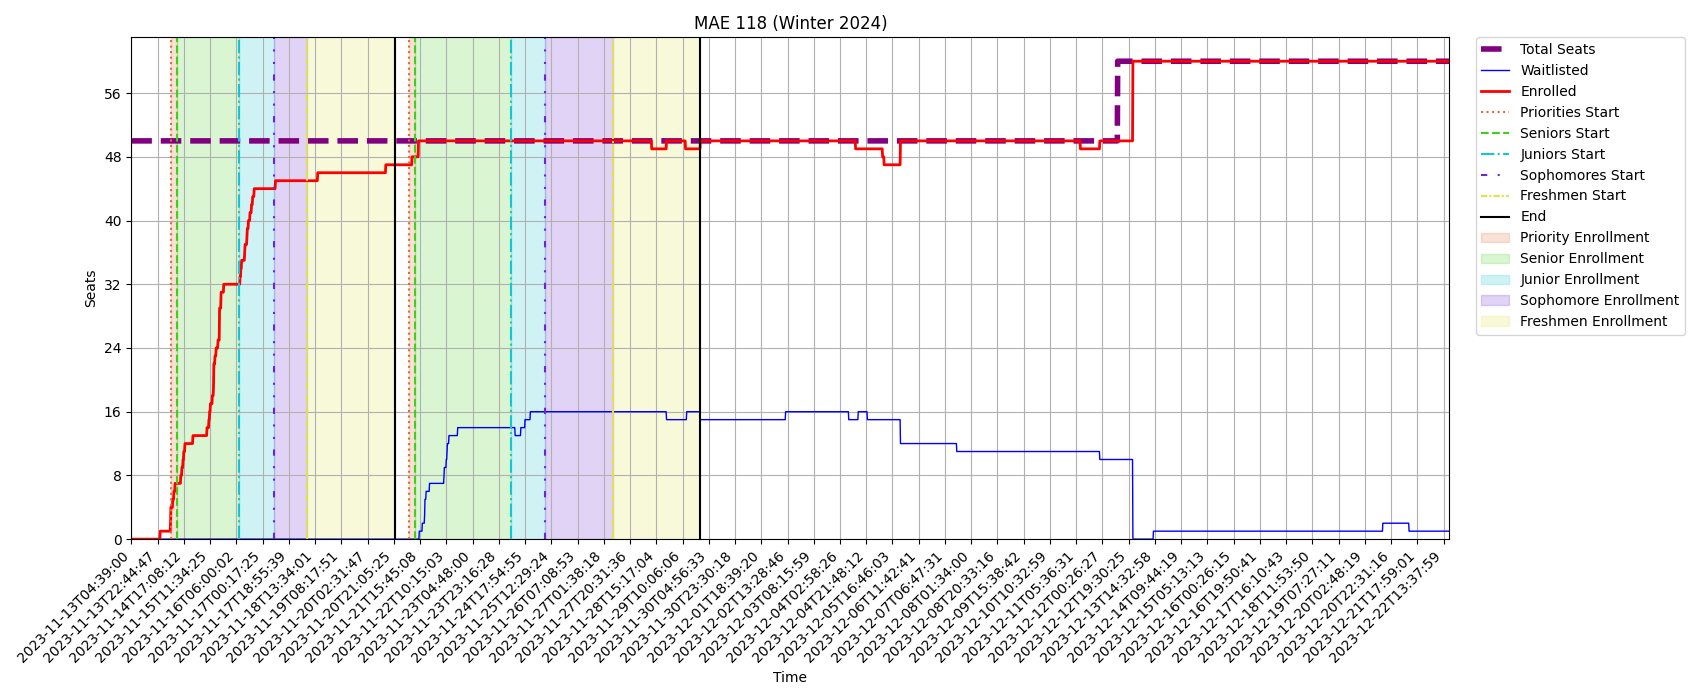 MAE 118 (Winter 2024)
Seats
56
48
40
32
24
16
8
0
2023-11-13T04:39:00
2023-11-13T22:44:47
2023-11-14T17:08:12
2023-11-15T11:34:25
2023-11-16T06:00:02
2023-11-17T00:17:25
2023-11-17T18:55:39
2023-11-18T13:34:01
2023-11-19T08:17:51
2023-11-20T02:31:47
2023-11-20T21:05:25
2023-11-21T15:45:08
2023-11-22T10:15:03
2023-11-23T04:48:00
2023-11-23T23:16:28
2023-11-24T17:54:55
2023-11-25T12:29:24
2023-11-26T07:08:53
2023-11-27T01:38:18
2023-11-27T20:31:36
2023-11-28T15:17:04
2023-11-29T10:06:06
2023-11-30T04:56:33
2023-11-30T23:30:18
2023-12-01T18:39:20
2023-12-02T13:28:46
2023-12-03T08:15:59
2023-12-04T02:58:26
2023-12-04T21:48:12
2023-12-05T16:46:03
2023-12-06T11:42:41
2023-12-07T06:47:31
2023-12-08T01:34:00
2023-12-08T20:33:16
2023-12-09T15:38:42
2023-12-10T10:32:59
2023-12-11T05:36:31
2023-12-12T00:26:27
2023-12-12T19:30:25
2023-12-13T14:32:58
2023-12-14T09:44:19
2023-12-15T05:13:13
2023-12-16T00:26:15
2023-12-16T19:50:41
2023-12-17T16:10:43
2023-12-18T11:53:50
2023-12-19T07:27:11
2023-12-20T02:48:19
2023-12-20T22:31:16
2023-12-21T17:59:01
2023-12-22T13:37:59
Time
Total Seats
Waitlisted
Enrolled
Priorities Start
Seniors Start
Juniors Start
Sophomores Start
Freshmen Start
End
Priority Enrollment
Senior Enrollment
Junior Enrollment
Sophomore Enrollment
Freshmen Enrollment